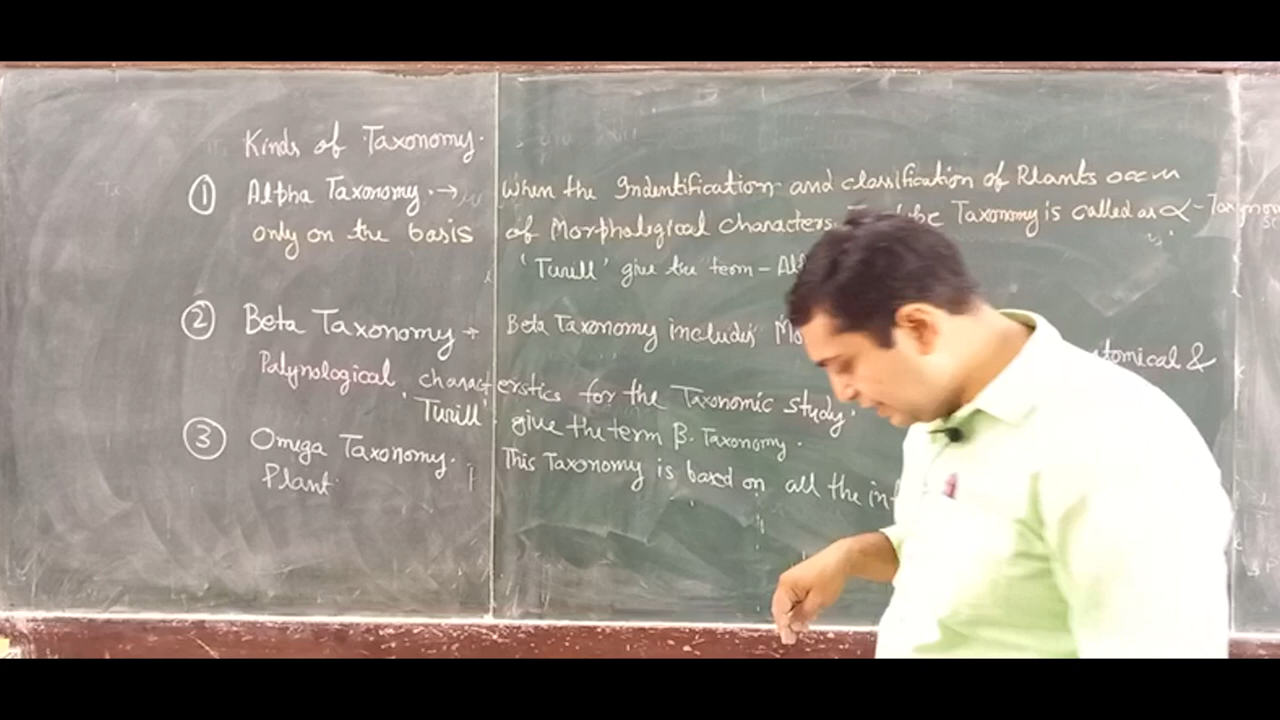 Kinds of Taxonomy.
① Alpha Taxonomy. → When the Indentification and classification of Plants occur
only on the basis of Morphological characters be Taxonomy is called as α-Taxonomy
'Turill' give the term - Al
② Beta Taxonomy → Beta Taxonomy includes Mo tomical &
Palynological characterstics for the Taxonomic study.
'Turill' give the term β. Taxonomy.
③ Omega Taxonomy. This Taxonomy is based on all the inf
Plant